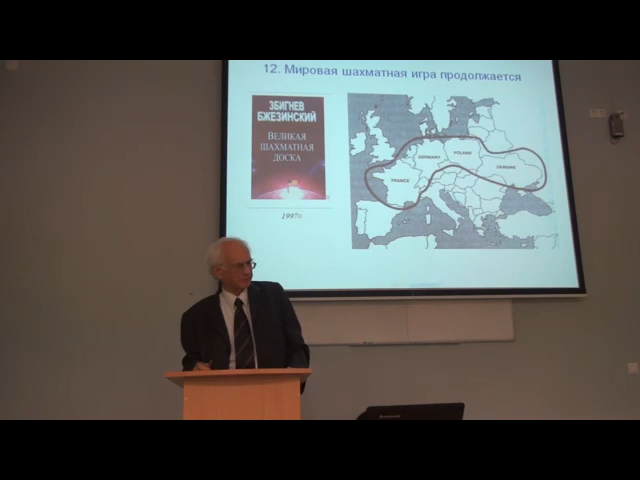 12. Мировая шахматная игра продолжается
ЗБИГНЕВ
БЖЕЗИНСКИЙ
ВЕЛИКАЯ
ШАХМАТНАЯ
ДОСКА
1997г
GERMANY
POLAND
UKRAINE
FRANCE